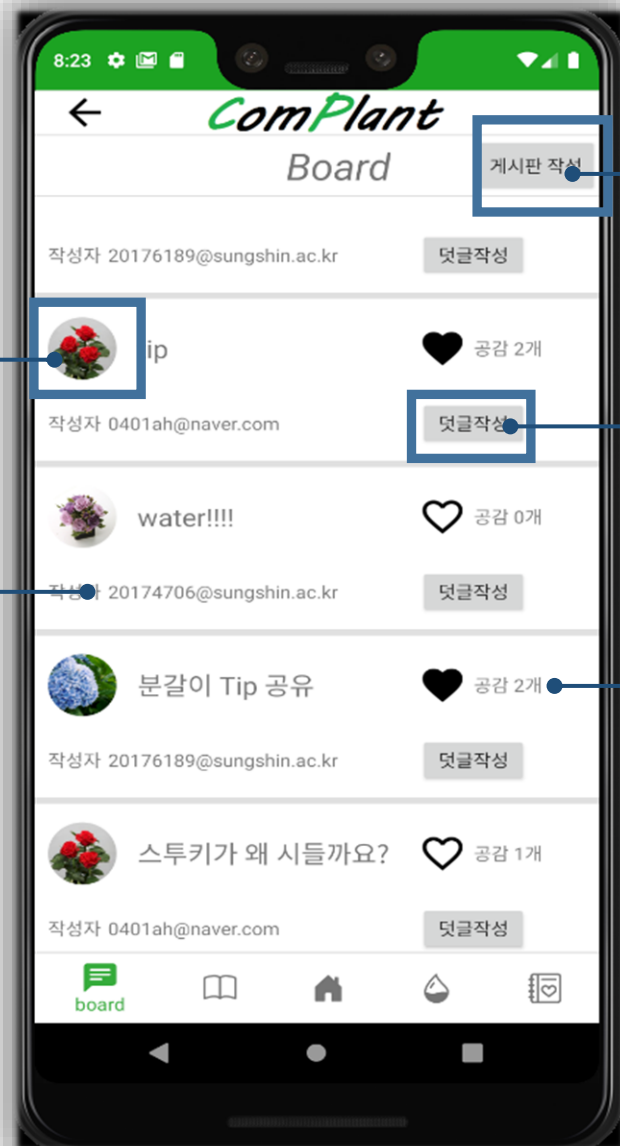 8:23
ComPlant
Board
게시판 작성
작성자 20176189@sungshin.ac.kr 덧글작성
ip 공감 2개
작성자 0401ah@naver.com 덧글작성
water!!!! 공감 0개
작성자 20174706@sungshin.ac.kr 덧글작성
분갈이 Tip 공유 공감 2개
작성자 20176189@sungshin.ac.kr 덧글작성
스투키가 왜 시들까요? 공감 1개
작성자 0401ah@naver.com 덧글작성
board